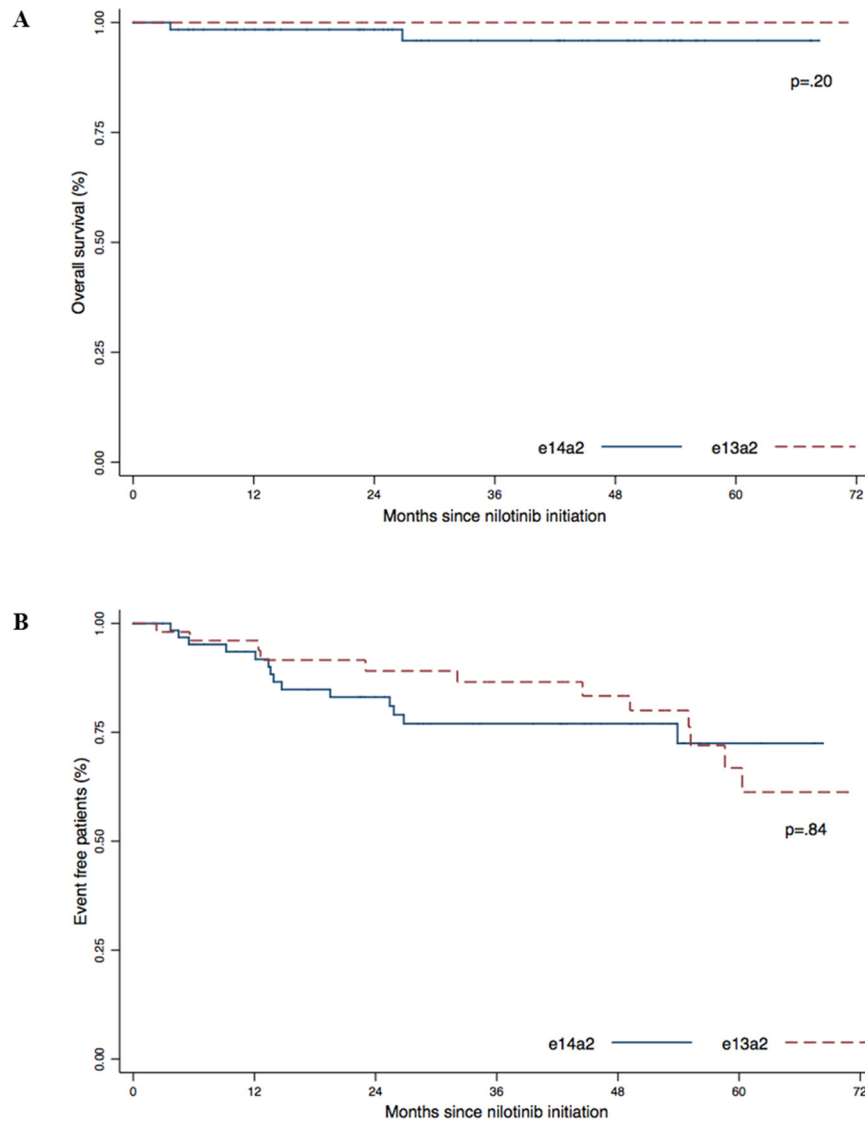 A
1.00
0.75
0.50
0.25
0.00
Overall survival (%)
p=.20
e14a2 e13a2
0 12 24 36 48 60 72
Months since nilotinib initiation
B
1.00
0.75
0.50
0.25
0.00
Event free patients (%)
p=.84
e14a2 e13a2
0 12 24 36 48 60 72
Months since nilotinib initiation